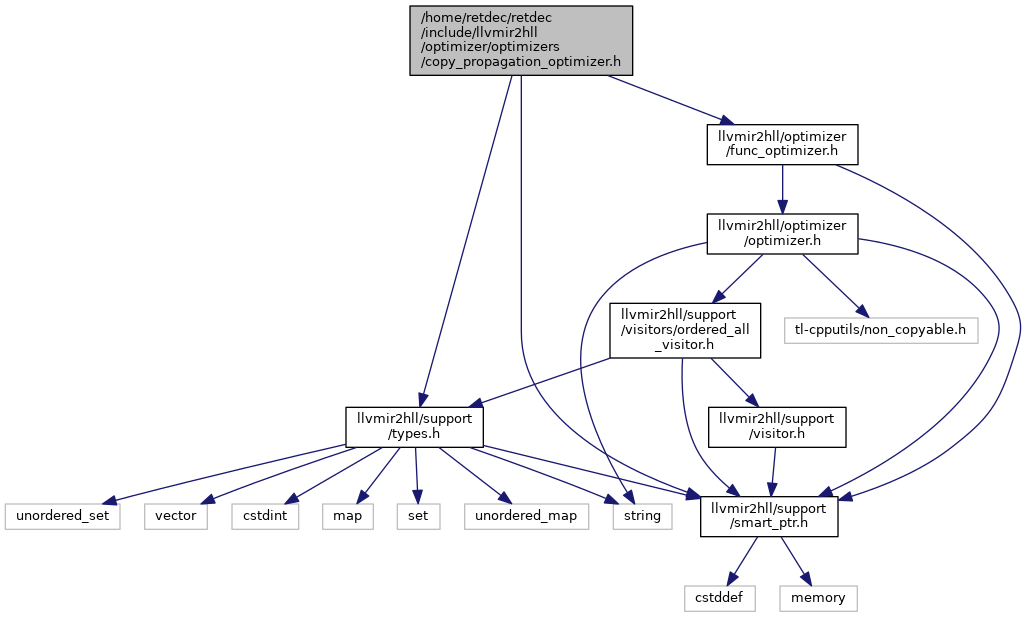 /home/retdec/retdec
/include/llvmir2hll
/optimizer/optimizers
/copy_propagation_optimizer.h
llvmir2hll/optimizer
/func_optimizer.h
llvmir2hll/optimizer
/optimizer.h
llvmir2hll/support
/visitors/ordered_all
_visitor.h
tl-cpputils/non_copyable.h
llvmir2hll/support
/types.h
llvmir2hll/support
/visitor.h
unordered_set
vector
cstdint
map
set
unordered_map
string
llvmir2hll/support
/smart_ptr.h
cstddef
memory